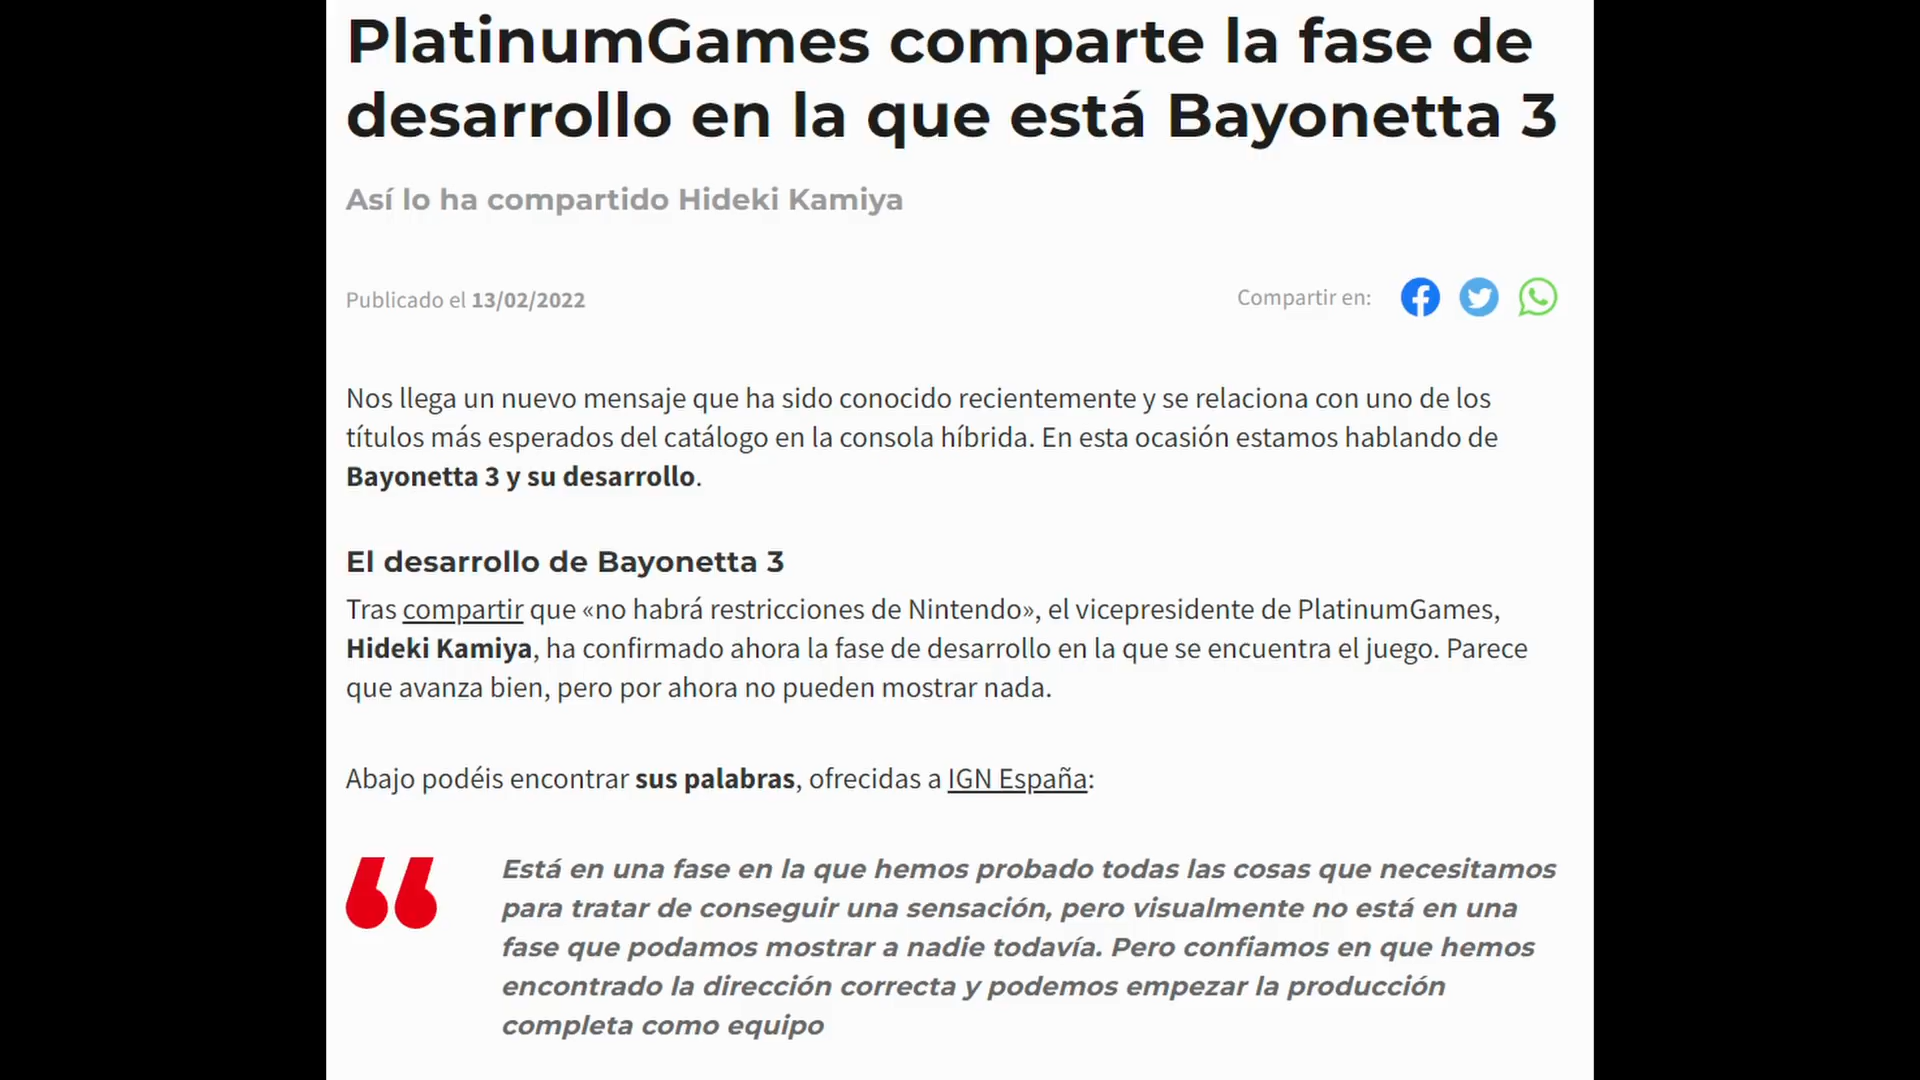 PlatinumGames comparte la fase de
desarrollo en la que está Bayonetta 3
Así lo ha compartido Hideki Kamiya
Publicado el 13/02/2022
Compartir en:
Nos llega un nuevo mensaje que ha sido conocido recientemente y se relaciona con uno de los
títulos más esperados del catálogo en la consola híbrida. En esta ocasión estamos hablando de
Bayonetta 3 y su desarrollo.
El desarrollo de Bayonetta 3
Tras compartir que «no habrá restricciones de Nintendo», el vicepresidente de PlatinumGames,
Hideki Kamiya, ha confirmado ahora la fase de desarrollo en la que se encuentra el juego. Parece
que avanza bien, pero por ahora no pueden mostrar nada.
Abajo podéis encontrar sus palabras, ofrecidas a IGN España:
“
Está en una fase en la que hemos probado todas las cosas que necesitamos
para tratar de conseguir una sensación, pero visualmente no está en una
fase que podamos mostrar a nadie todavía. Pero confiamos en que hemos
encontrado la dirección correcta y podemos empezar la producción
completa como equipo